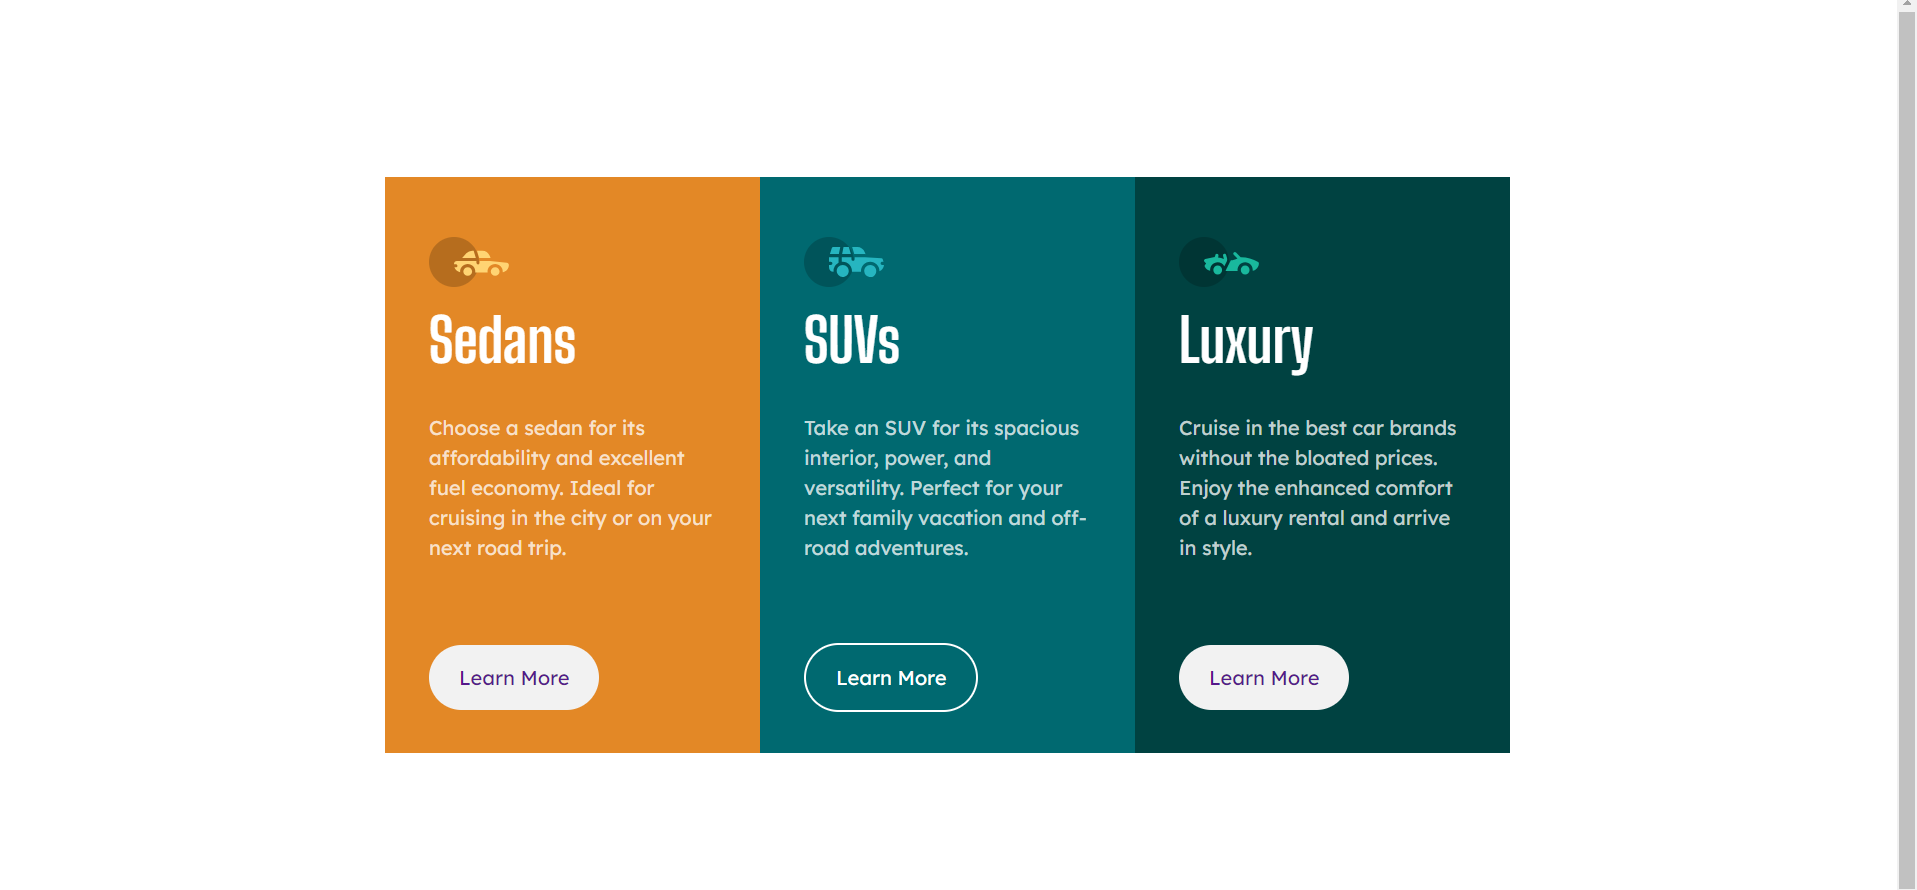 Sedans
Choose a sedan for its
affordability and excellent
fuel economy. Ideal for
cruising in the city or on your
next road trip.
Learn More
SUVs
Take an SUV for its spacious
interior, power, and
versatility. Perfect for your
next family vacation and off-
road adventures.
Learn More
Luxury
Cruise in the best car brands
without the bloated prices.
Enjoy the enhanced comfort
of a luxury rental and arrive
in style.
Learn More